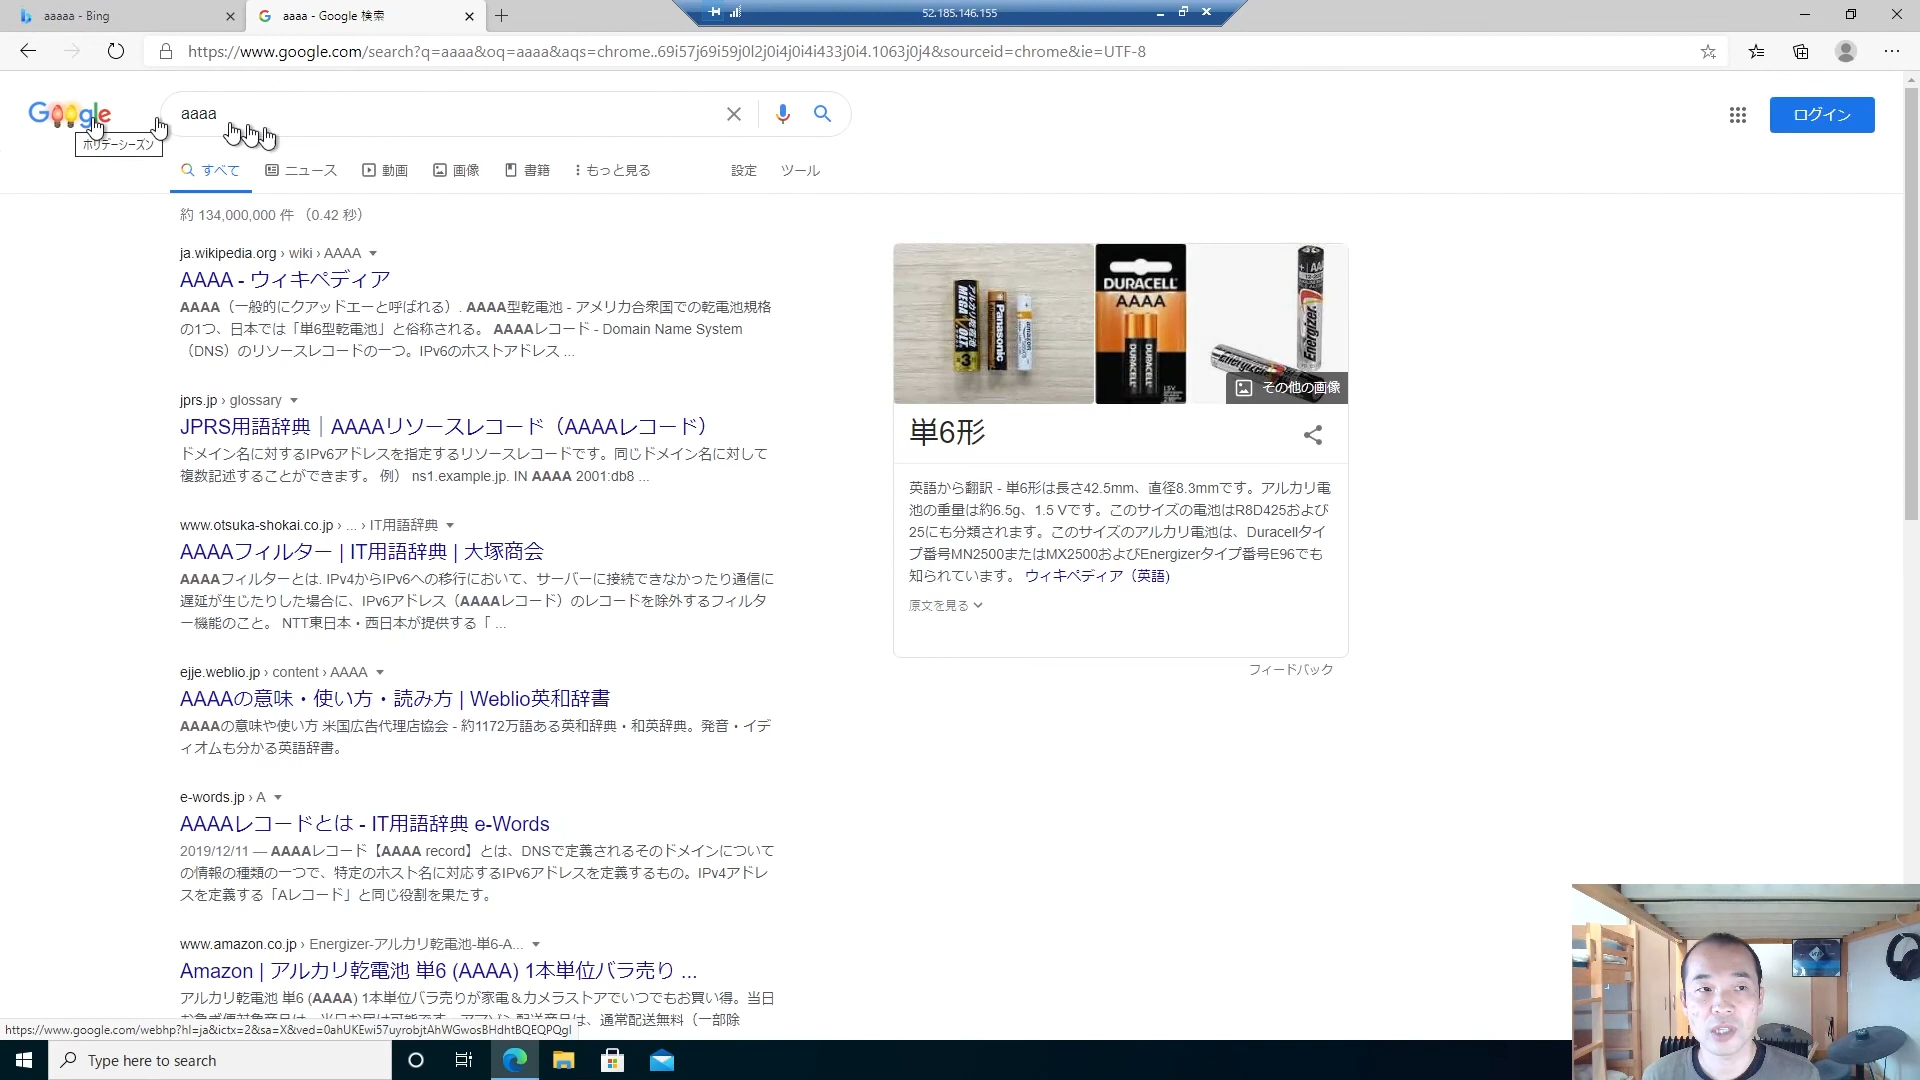 aaaaa - Bing
aaaa - Google 検索
52.185.146.155
https://www.google.com/search?q=aaaa&oq=aaaa&aqs=chrome..69i57j69i59j0l2j0i4j0i4i433j0i4.1063j0j4&sourceid=chrome&ie=UTF-8
Google
aaaa
ログイン
ホリデーシーズン
すべて
ニュース
動画
画像
書籍
もっと見る
設定
ツール
約 134,000,000 件 （0.42 秒）
ja.wikipedia.org › wiki › AAAA
AAAA - ウィキペディア
AAAA（一般的にクアッドエーと呼ばれる）. AAAA型乾電池 - アメリカ合衆国での乾電池規格
の1つ、日本では「単6型乾電池」と俗称される。 AAAAレコード - Domain Name System
（DNS）のリソースレコードの一つ。IPv6のホストアドレス ...
jprs.jp › glossary
JPRS用語辞典｜AAAAリソースレコード（AAAAレコード）
ドメイン名に対するIPv6アドレスを指定するリソースレコードです。同じドメイン名に対して
複数記述することができます。 例） ns1.example.jp. IN AAAA 2001:db8 ...
www.otsuka-shokai.co.jp › ... › IT用語辞典
AAAAフィルター | IT用語辞典 | 大塚商会
AAAAフィルターとは. IPv4からIPv6への移行において、サーバーに接続できなかったり通信に
遅延が生じたりした場合に、IPv6アドレス（AAAAレコード）のレコードを除外するフィルタ
ー機能のこと。 NTT東日本・西日本が提供する「 ...
ejje.weblio.jp › content › AAAA
AAAAの意味・使い方・読み方 | Weblio英和辞書
AAAAの意味や使い方 米国広告代理店協会 - 約1172万語ある英和辞典・和英辞典。発音・イデ
ィオムも分かる英語辞書。
e-words.jp › A
AAAAレコードとは - IT用語辞典 e-Words
2019/12/11 — AAAAレコード【AAAA record】とは、DNSで定義されるそのドメインについて
の情報の種類の一つで、特定のホスト名に対応するIPv6アドレスを定義するもの。IPv4アドレ
スを定義する「Aレコード」と同じ役割を果たす。
www.amazon.co.jp › Energizer-アルカリ乾電池-単6-A...
Amazon | アルカリ乾電池 単6 (AAAA) 1本単位バラ売り ...
アルカリ乾電池 単6 (AAAA) 1本単位バラ売りが家電＆カメラストアでいつでもお買い得。当日
、通常配送無料（一部除
DURACELL
AAAA
Panasonic
amazon
Energizer
Energizer
その他の画像
単6形
英語から翻訳 - 単6形は長さ42.5mm、直径8.3mmです。アルカリ電
池の重量は約6.5g、1.5 Vです。このサイズの電池はR8D425および
25にも分類されます。このサイズのアルカリ電池は、Duracellタイ
プ番号MN2500またはMX2500およびEnergizerタイプ番号E96でも
知られています。 ウィキペディア（英語)
原文を見る
フィードバック
https://www.google.com/webhp?hl=ja&ictx=2&sa=X&ved=0ahUKEwi57uyrobjtAhWGwosBHdhtBQEQPQgI
Type here to search